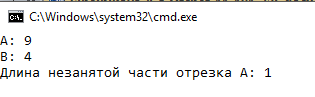 C:\Windows\system32\cmd.exe
A: 9
B: 4
Длина незанятой части отрезка A: 1